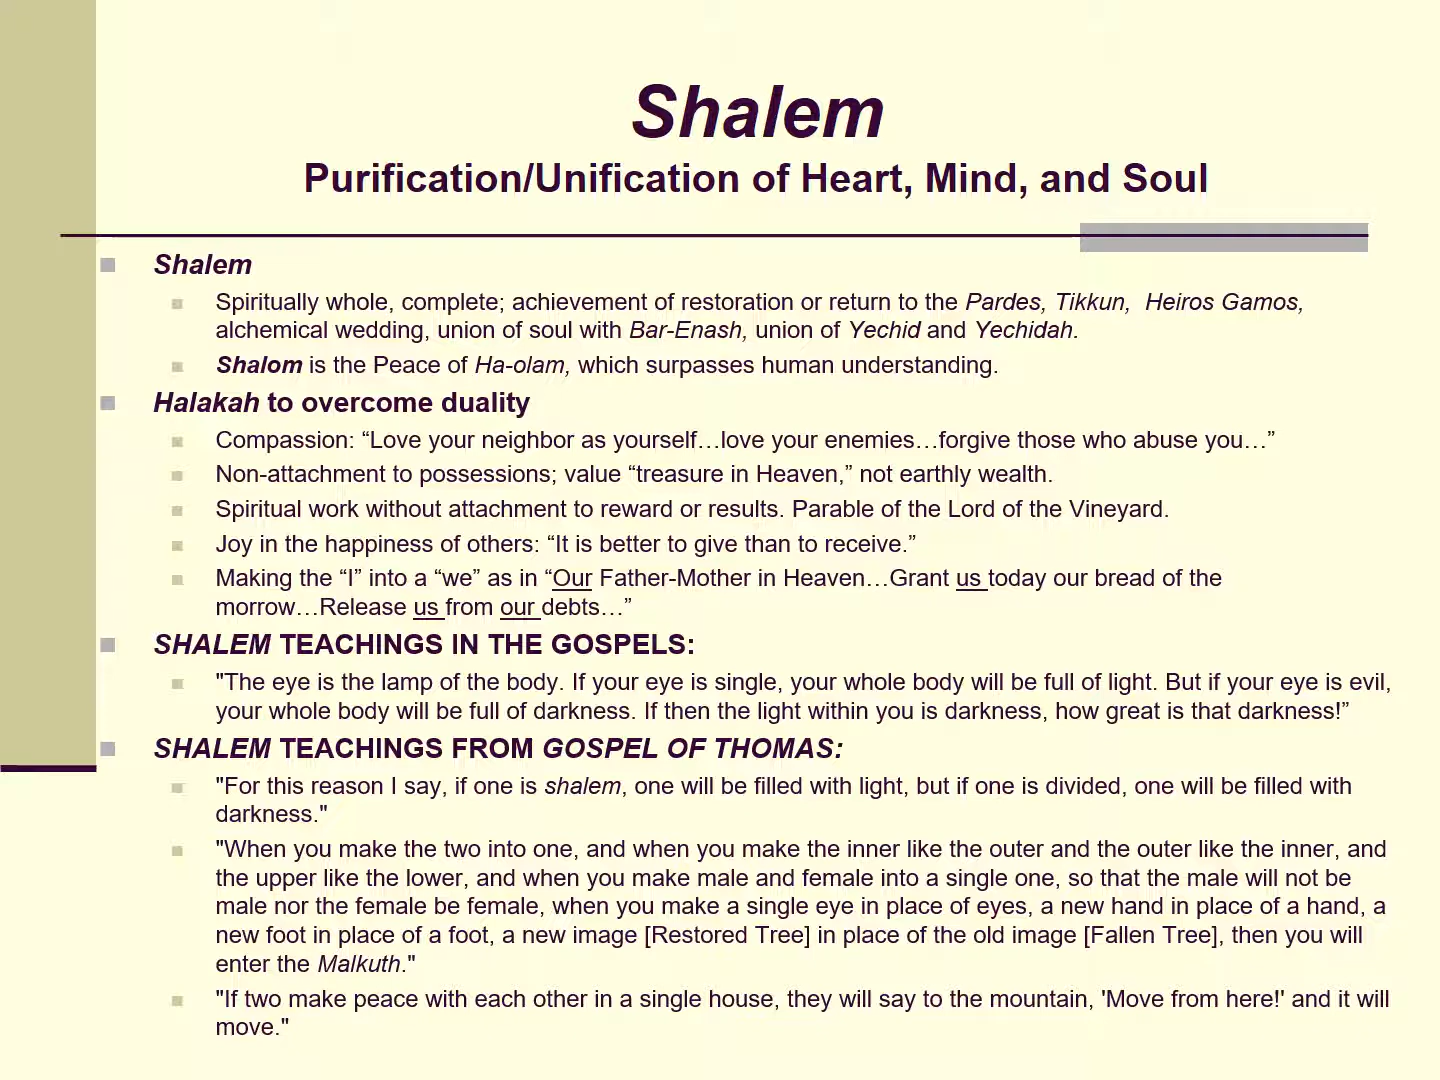 Shalem
Purification/Unification of Heart, Mind, and Soul
Shalem
Spiritually whole, complete; achievement of restoration or return to the Pardes, Tikkun, Heiros Gamos,
alchemical wedding, union of soul with Bar-Enash, union of Yechid and Yechidah.
Shalom is the Peace of Ha-olam, which surpasses human understanding.
Halakah to overcome duality
Compassion: “Love your neighbor as yourself…love your enemies…forgive those who abuse you…”
Non-attachment to possessions; value “treasure in Heaven,” not earthly wealth.
Spiritual work without attachment to reward or results. Parable of the Lord of the Vineyard.
Joy in the happiness of others: “It is better to give than to receive.”
Making the “I” into a “we” as in “Our Father-Mother in Heaven…Grant us today our bread of the
morrow…Release us from our debts…”
SHALEM TEACHINGS IN THE GOSPELS:
"The eye is the lamp of the body. If your eye is single, your whole body will be full of light. But if your eye is evil,
your whole body will be full of darkness. If then the light within you is darkness, how great is that darkness!”
SHALEM TEACHINGS FROM GOSPEL OF THOMAS:
"For this reason I say, if one is shalem, one will be filled with light, but if one is divided, one will be filled with
darkness."
"When you make the two into one, and when you make the inner like the outer and the outer like the inner, and
the upper like the lower, and when you make male and female into a single one, so that the male will not be
male nor the female be female, when you make a single eye in place of eyes, a new hand in place of a hand, a
new foot in place of a foot, a new image [Restored Tree] in place of the old image [Fallen Tree], then you will
enter the Malkuth."
"If two make peace with each other in a single house, they will say to the mountain, 'Move from here!' and it will
move."